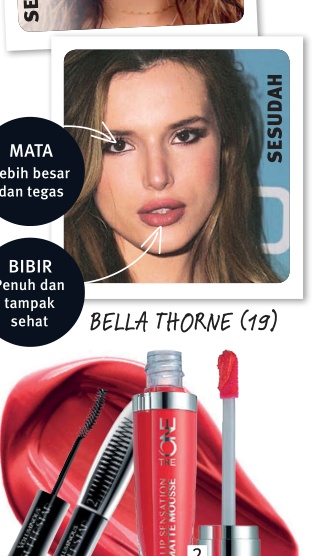 SE
SESUDAH
MATA
ebih besar
dan tegas
BIBIR
Penuh dan
tampak
sehat
BELLA THORNE (19)
THE ONE
LIP SENSATION
MATTE MOUSSE
2